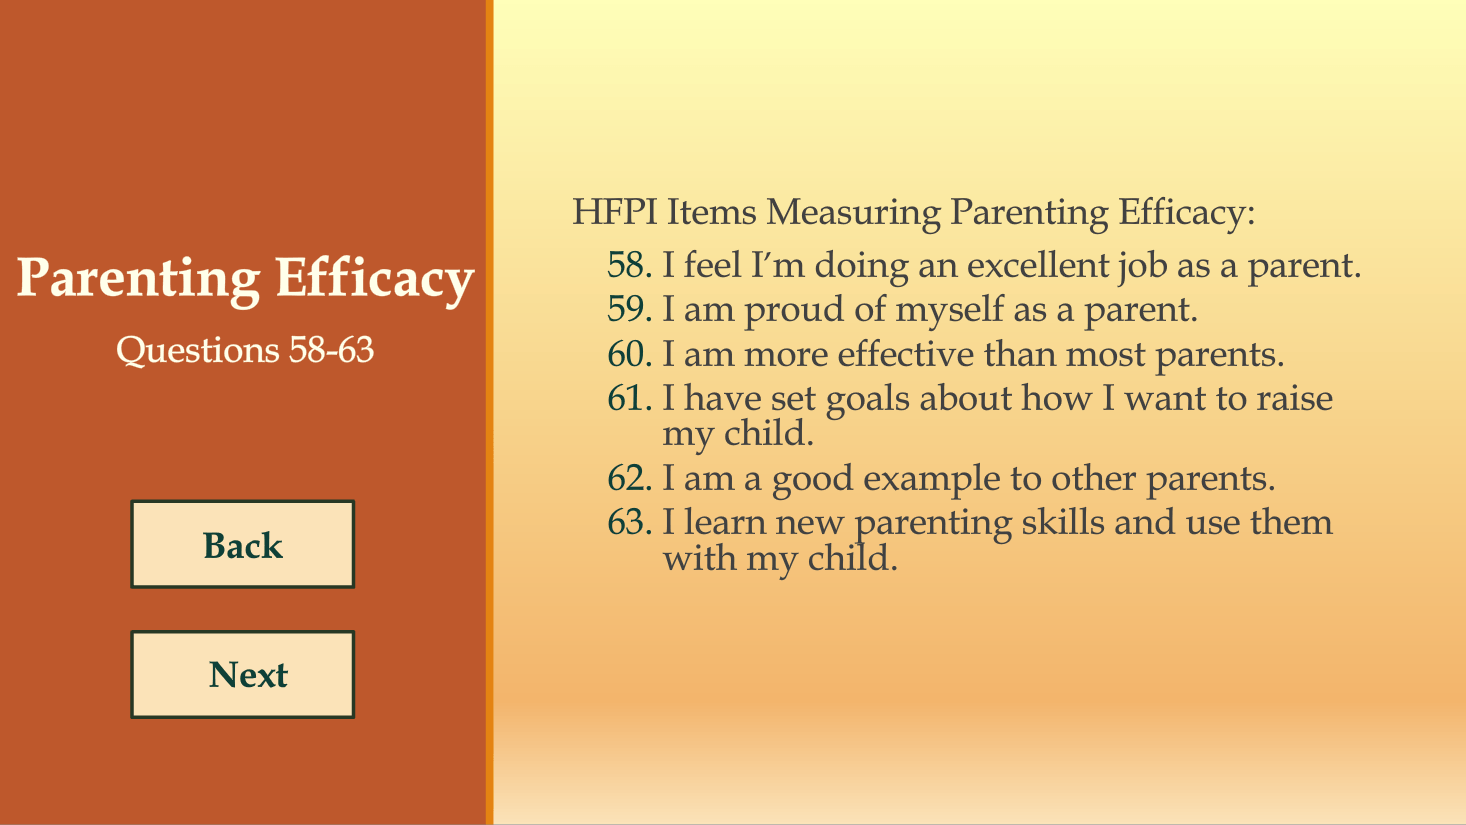 Parenting Efficacy
Questions 58-63
Back
Next
HFPI Items Measuring Parenting Efficacy:
58. I feel I’m doing an excellent job as a parent.
59. I am proud of myself as a parent.
60. I am more effective than most parents.
61. I have set goals about how I want to raise
my child.
62. I am a good example to other parents.
63. I learn new parenting skills and use them
with my child.